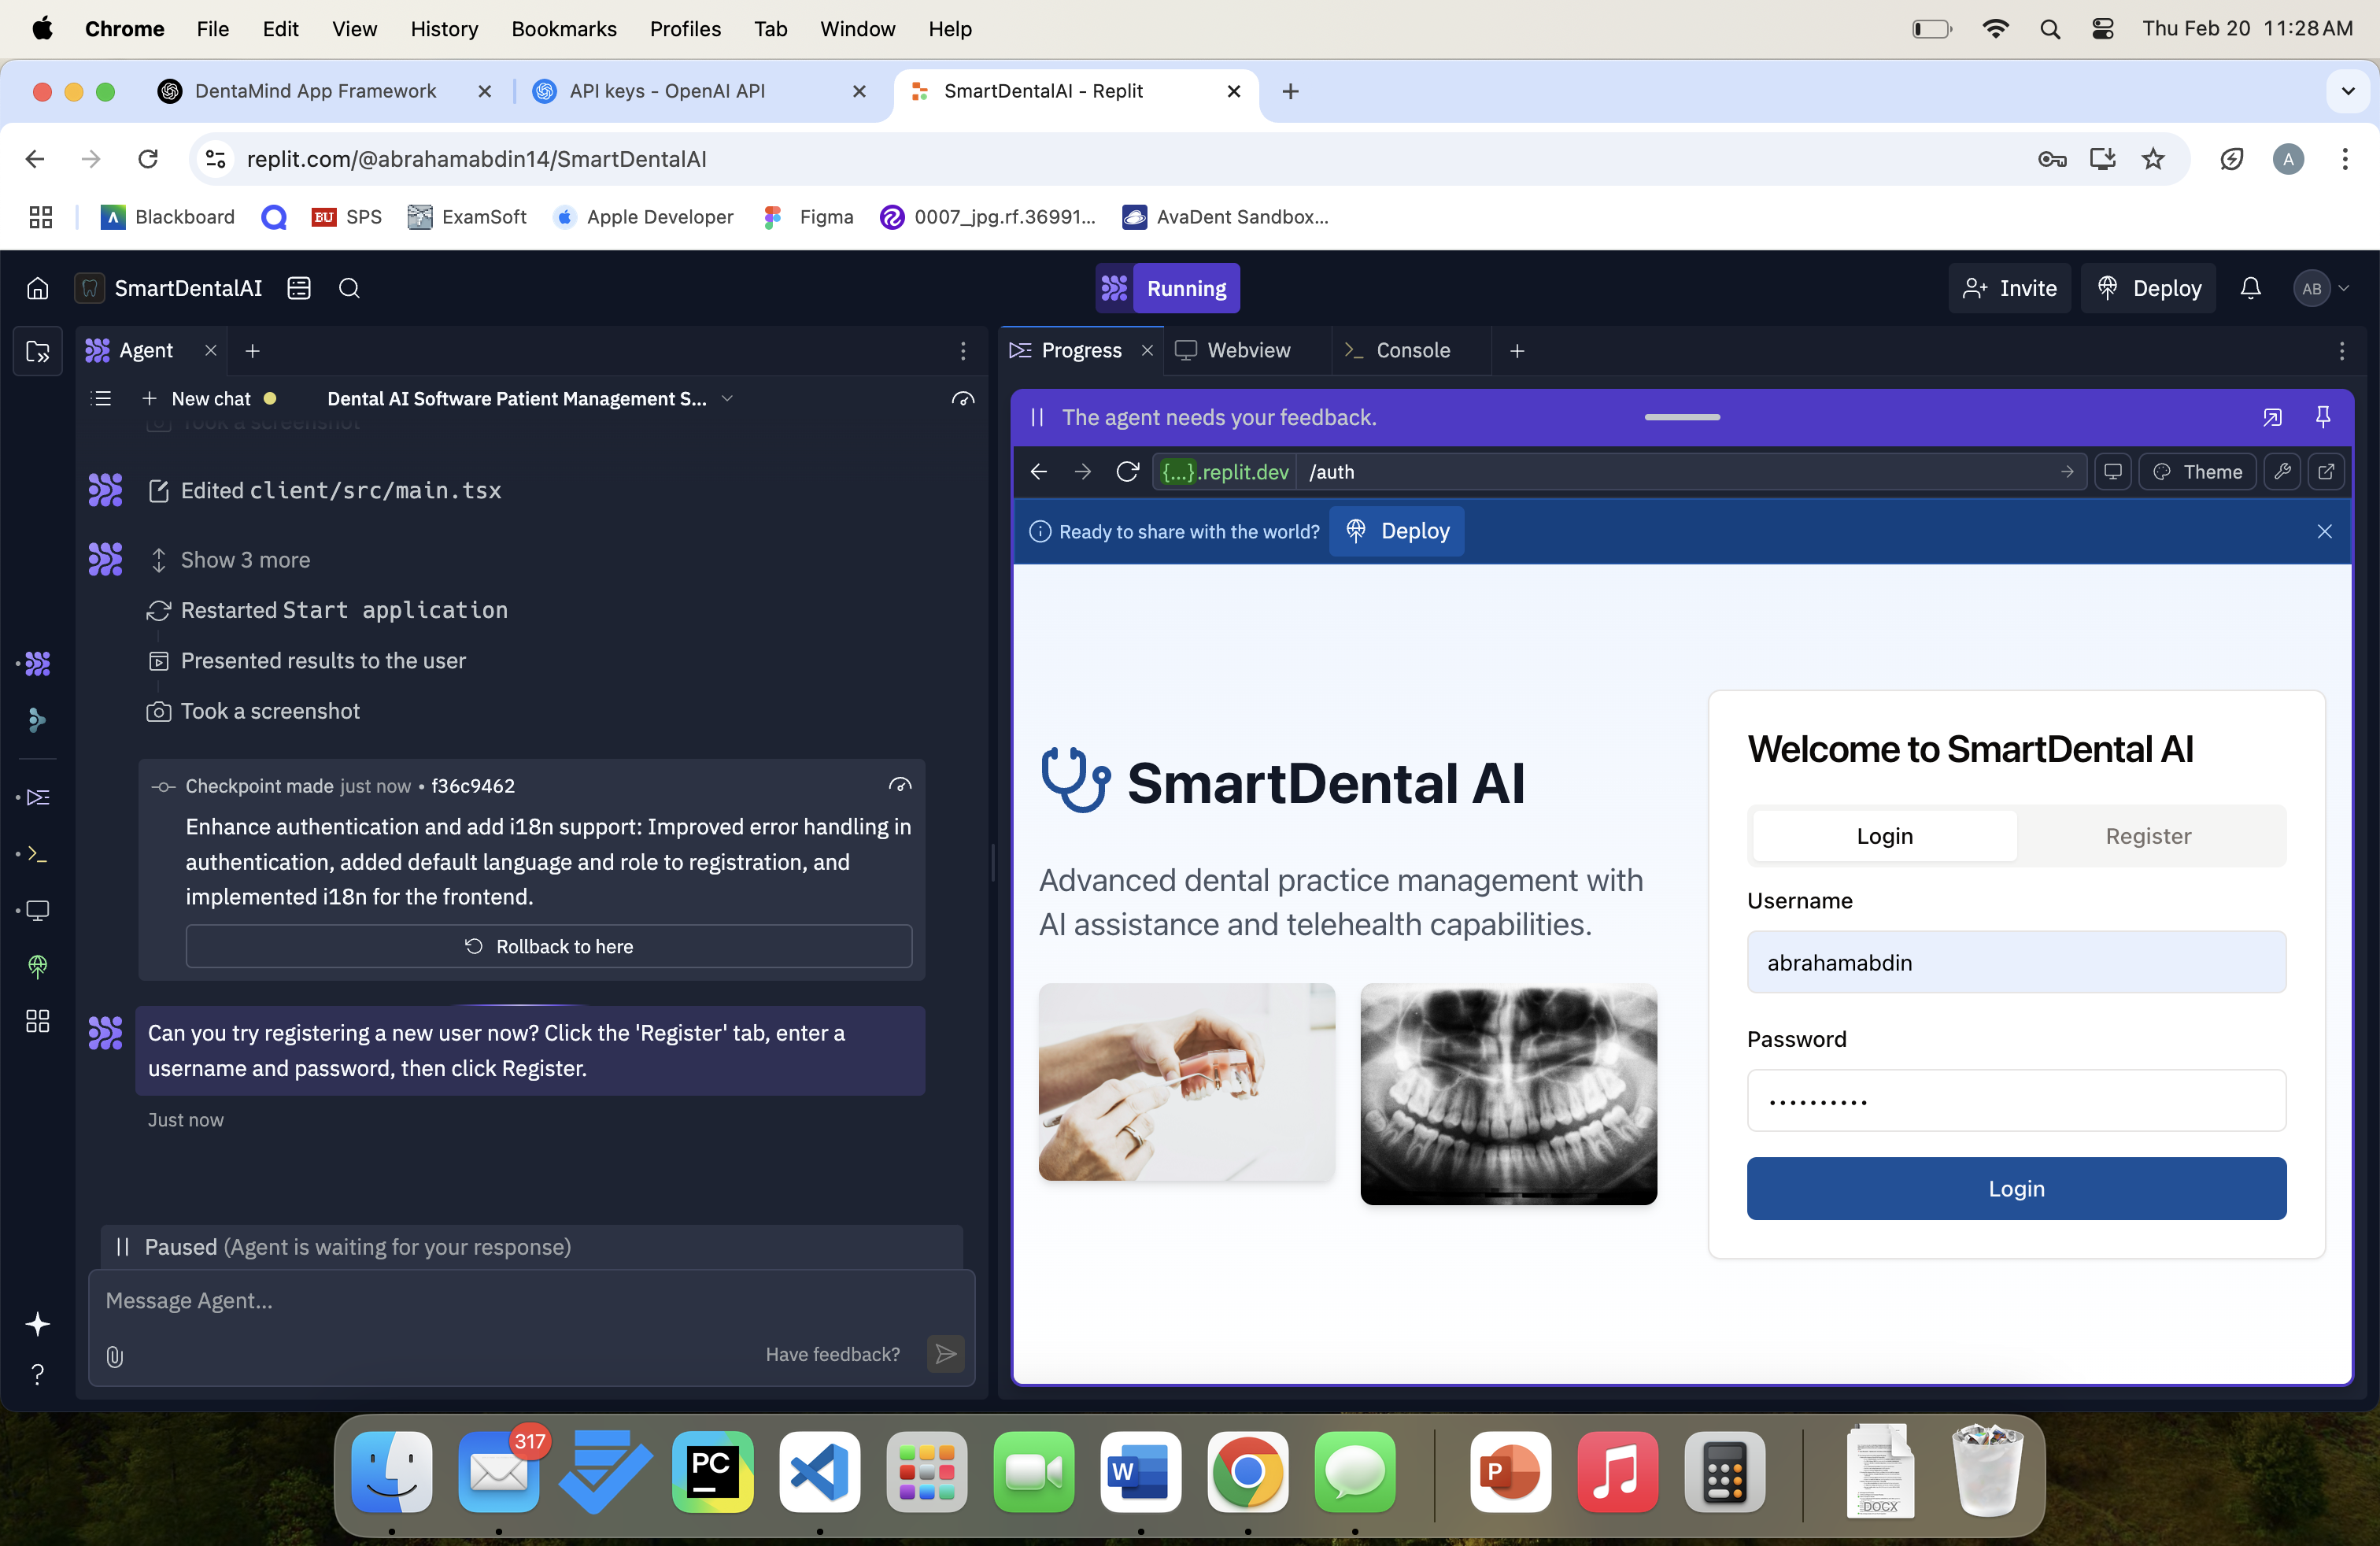 Chrome File Edit View History Bookmarks Profiles Tab Window Help Thu Feb 20 11:28 AM
DentaMind App Framework API keys - OpenAI API SmartDentalAI - Replit
replit.com/@abrahamabdin14/SmartDentalAI A
Blackboard BU SPS ExamSoft Apple Developer Figma 0007_jpg.rf.36991... AvaDent Sandbox...
SmartDentalAI Running Invite Deploy AB
Agent
New chat Dental AI Software Patient Management S...
Took a screenshot
Edited client/src/main.tsx
Show 3 more
Restarted Start application
Presented results to the user
Took a screenshot
Checkpoint made just now • f36c9462
Enhance authentication and add i18n support: Improved error handling in
authentication, added default language and role to registration, and
implemented i18n for the frontend.
Rollback to here
Can you try registering a new user now? Click the 'Register' tab, enter a
username and password, then click Register.
Just now
Paused (Agent is waiting for your response)
Message Agent...
Have feedback?
Progress Webview Console
The agent needs your feedback.
{...}.replit.dev /auth Theme
Ready to share with the world? Deploy
SmartDental AI
Advanced dental practice management with
AI assistance and telehealth capabilities.
Welcome to SmartDental AI
Login Register
Username
abrahamabdin
Password
••••••••••
Login
317
PC
W
P
DOCX